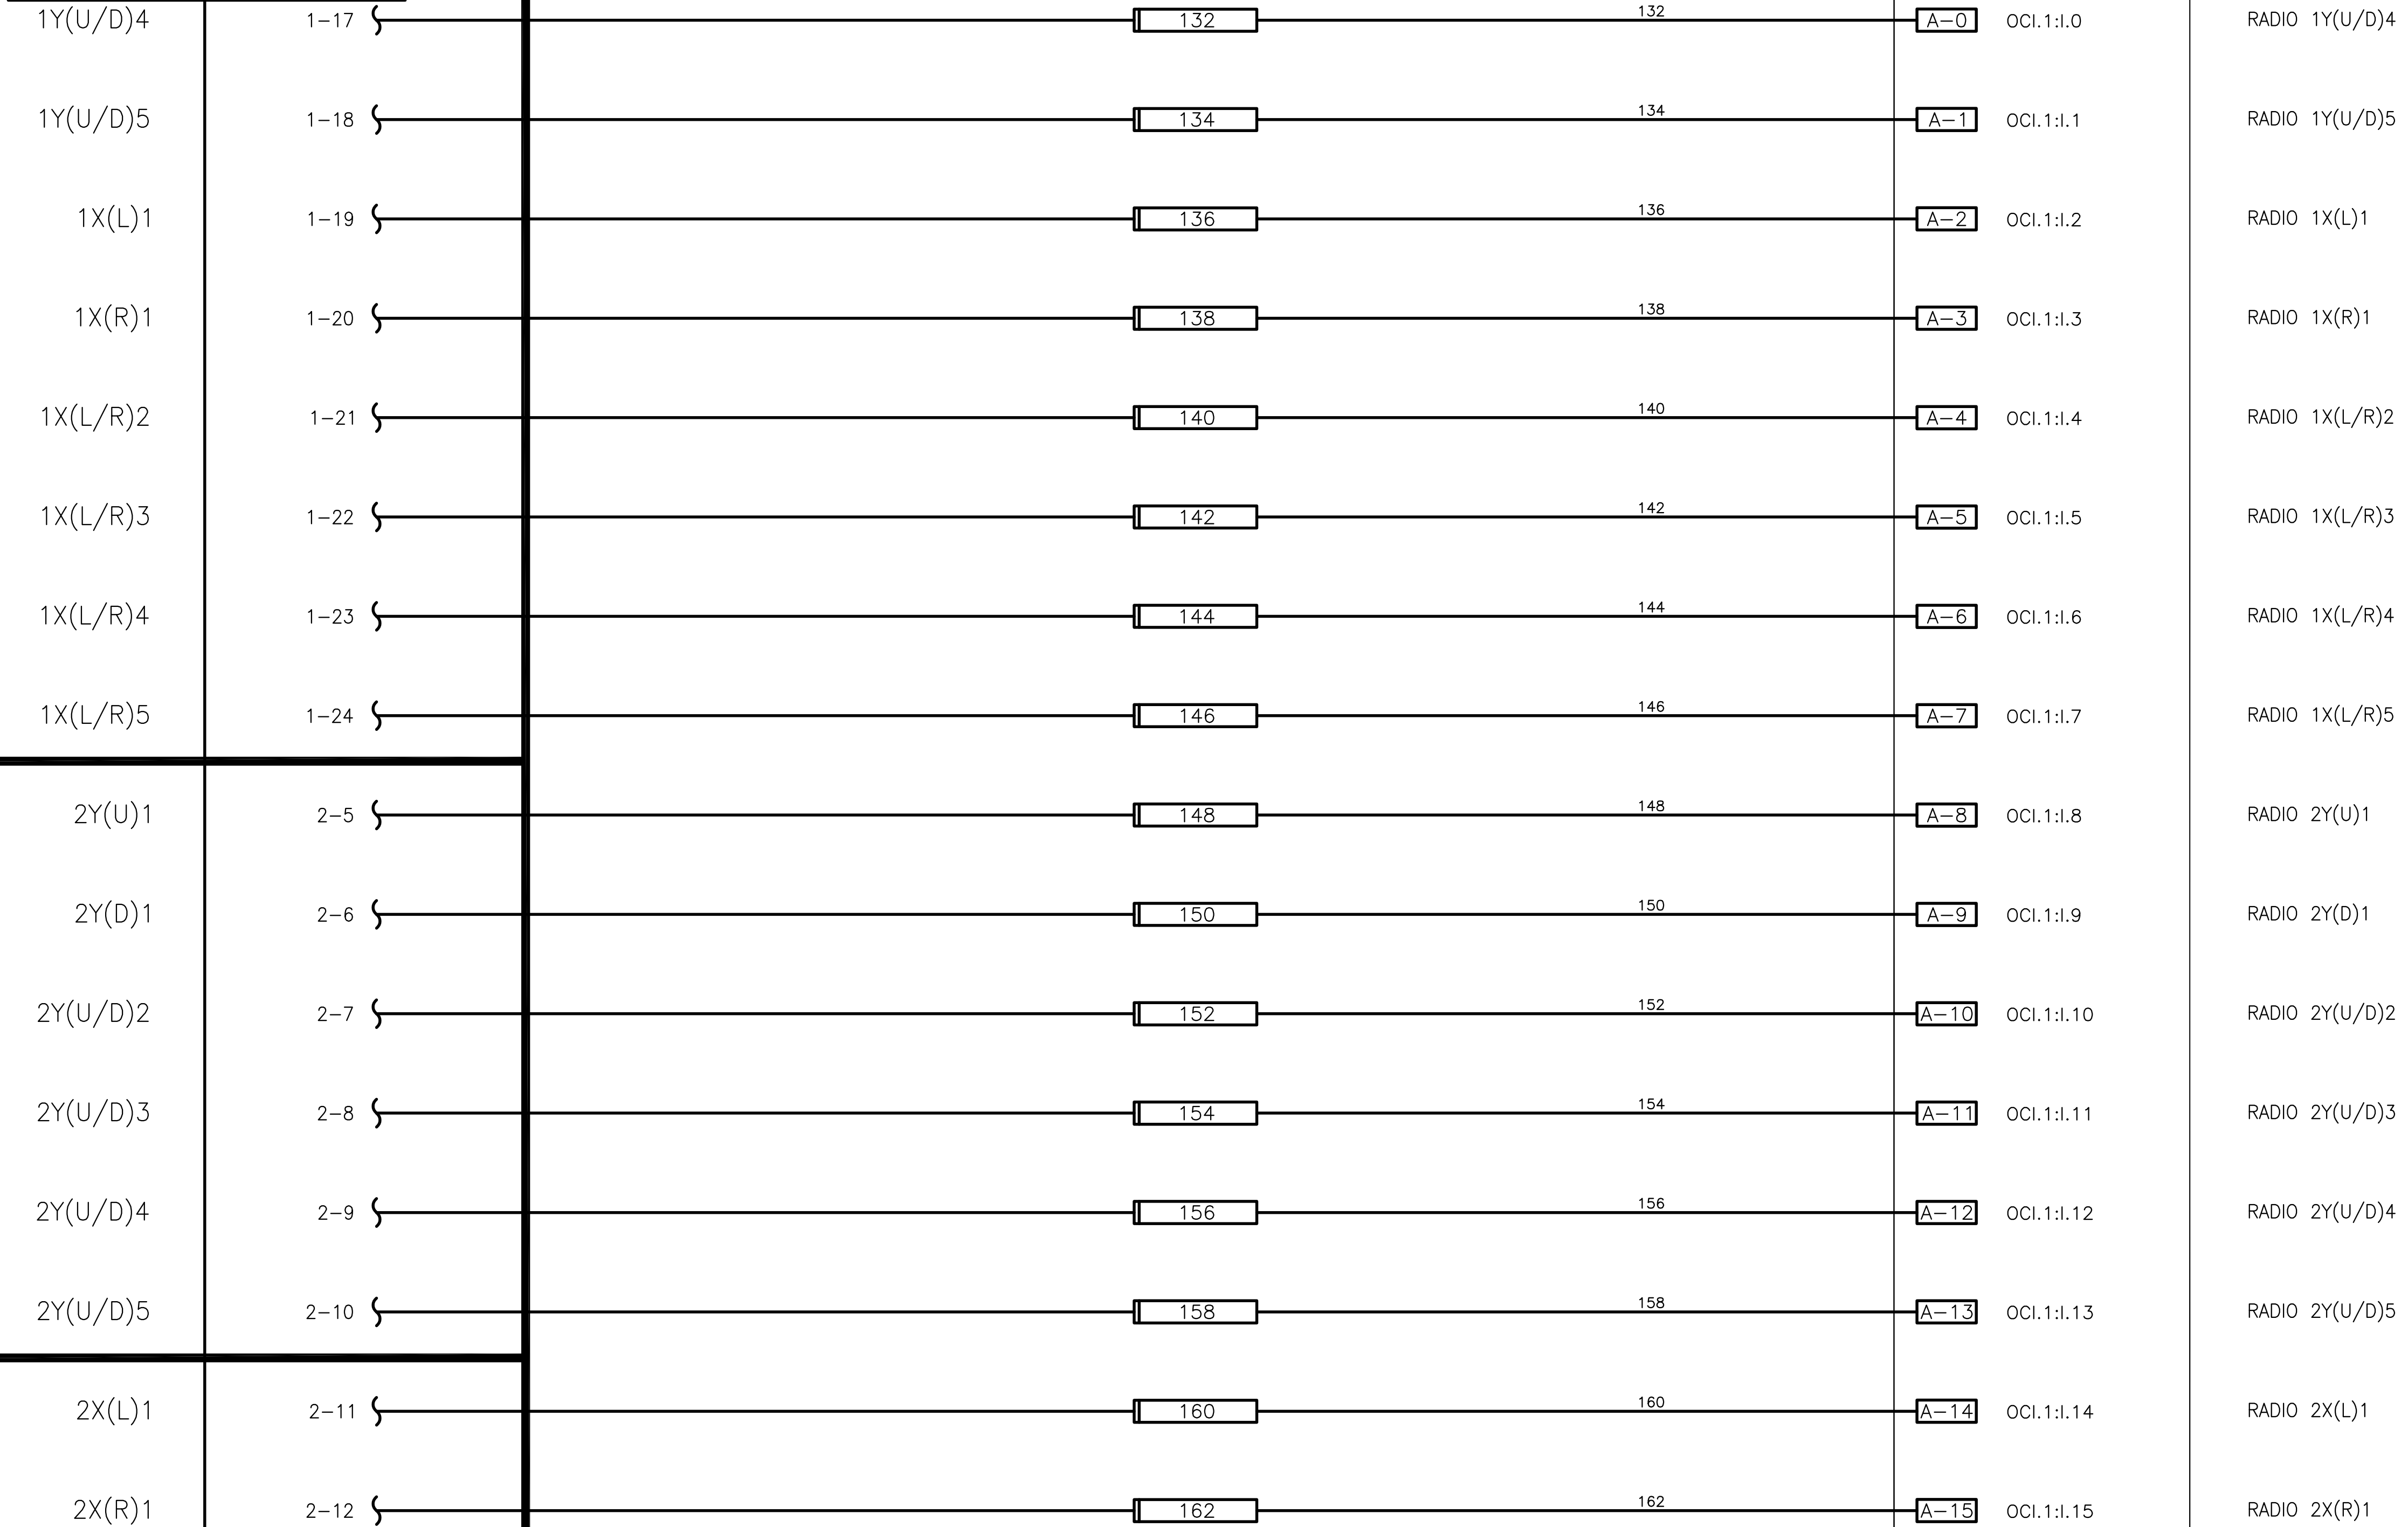 1Y(U/D)4 1-17 132 132 A-0 OCI.1:I.0 RADIO 1Y(U/D)4
1Y(U/D)5 1-18 134 134 A-1 OCI.1:I.1 RADIO 1Y(U/D)5
1X(L)1 1-19 136 136 A-2 OCI.1:I.2 RADIO 1X(L)1
1X(R)1 1-20 138 138 A-3 OCI.1:I.3 RADIO 1X(R)1
1X(L/R)2 1-21 140 140 A-4 OCI.1:I.4 RADIO 1X(L/R)2
1X(L/R)3 1-22 142 142 A-5 OCI.1:I.5 RADIO 1X(L/R)3
1X(L/R)4 1-23 144 144 A-6 OCI.1:I.6 RADIO 1X(L/R)4
1X(L/R)5 1-24 146 146 A-7 OCI.1:I.7 RADIO 1X(L/R)5
2Y(U)1 2-5 148 148 A-8 OCI.1:I.8 RADIO 2Y(U)1
2Y(D)1 2-6 150 150 A-9 OCI.1:I.9 RADIO 2Y(D)1
2Y(U/D)2 2-7 152 152 A-10 OCI.1:I.10 RADIO 2Y(U/D)2
2Y(U/D)3 2-8 154 154 A-11 OCI.1:I.11 RADIO 2Y(U/D)3
2Y(U/D)4 2-9 156 156 A-12 OCI.1:I.12 RADIO 2Y(U/D)4
2Y(U/D)5 2-10 158 158 A-13 OCI.1:I.13 RADIO 2Y(U/D)5
2X(L)1 2-11 160 160 A-14 OCI.1:I.14 RADIO 2X(L)1
2X(R)1 2-12 162 162 A-15 OCI.1:I.15 RADIO 2X(R)1